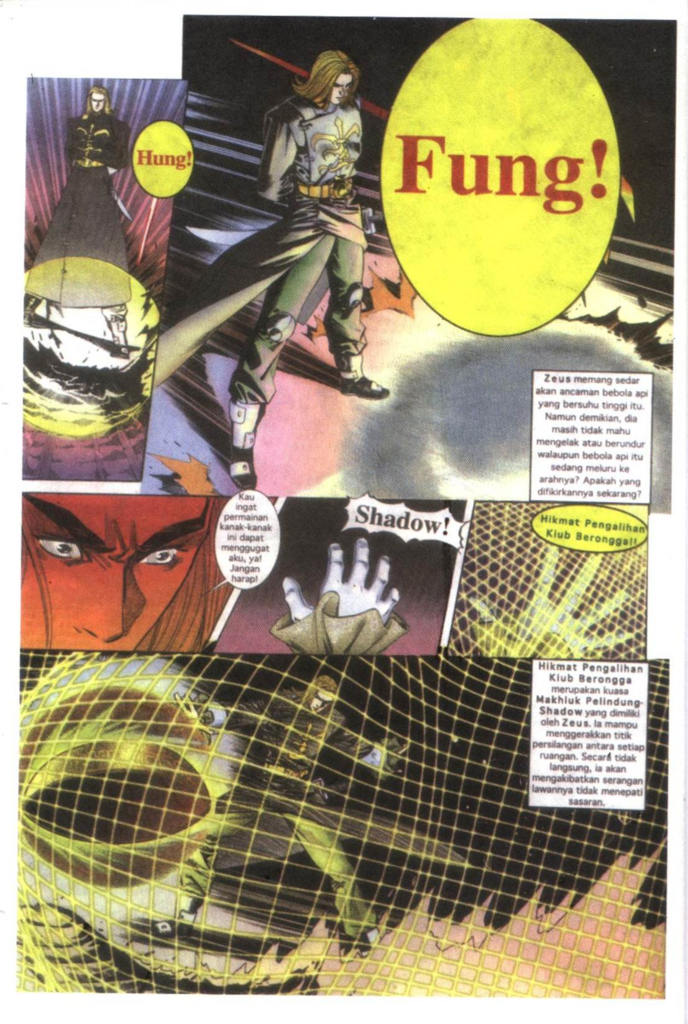 Hung!
Fung!
Zeus memang sedar
akan ancaman bebola api
yang bersuhu tinggi itu.
Namun demikian, dia
masih tidak mahu
mengelak atau berundur
walaupun bebola api itu
sedang meluru ke
arahnya? Apakah yang
difikirkannya sekarang?
Kau
ingat
permainan
kanak-kanak
ini dapat
menggugat
aku, ya!
Jangan
harap!
Shadow!
Hikmat Pengalihan
Kiub Berongga!!
Hikmat Pengalihan
Kiub Berongga
merupakan kuasa
Makhluk Pelindung-
Shadow yang dimiliki
oleh Zeus. Ia mampu
menggerakkan titik
persilangan antara setiap
ruangan. Secara tidak
langsung, ia akan
mengakibatkan serangan
lawannya tidak menepati
sasaran.